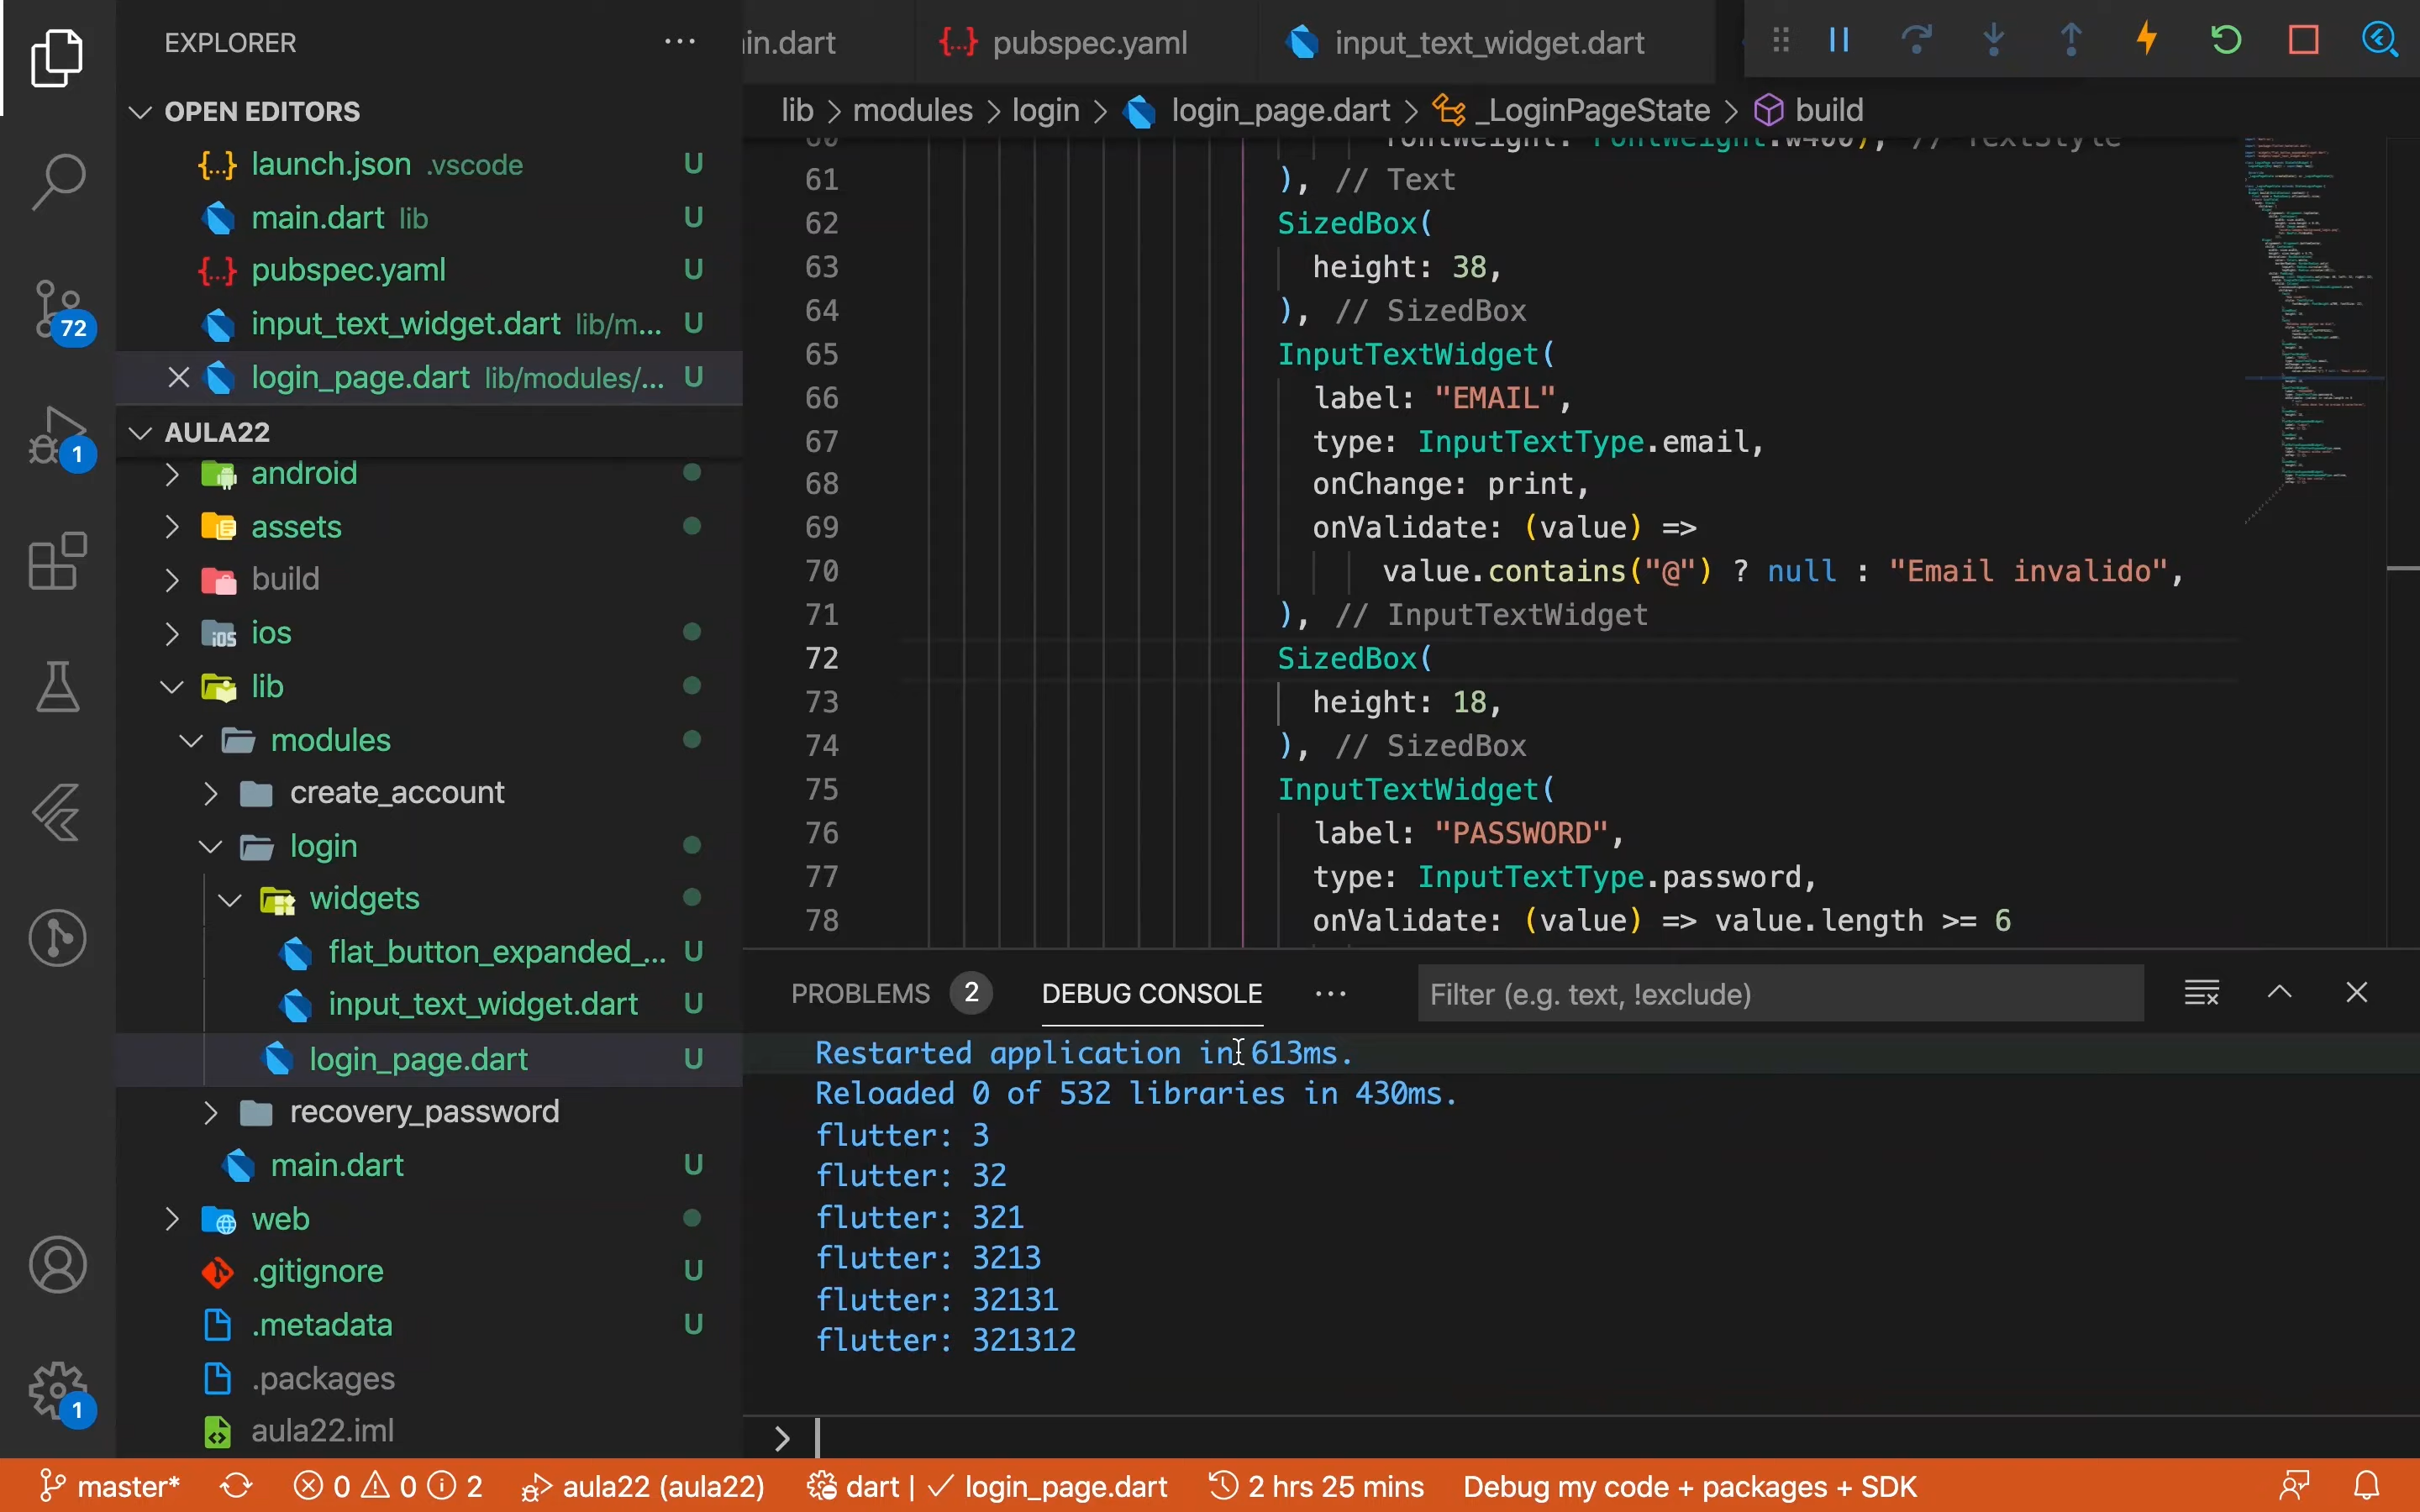 EXPLORER
OPEN EDITORS
launch.json .vscode U
main.dart lib U
pubspec.yaml U
input_text_widget.dart lib/m... U
login_page.dart lib/modules/... U
AULA22
android
assets
build
ios
lib
modules
create_account
login
widgets
flat_button_expanded_... U
input_text_widget.dart U
login_page.dart U
recovery_password
main.dart U
web
.gitignore U
.metadata U
.packages
aula22.iml
72
1
1
in.dart
pubspec.yaml
input_text_widget.dart
lib > modules > login > login_page.dart > _LoginPageState > build
60 fontWeight: FontWeight.w400), // TextStyle
61 ), // Text
62 SizedBox(
63 height: 38,
64 ), // SizedBox
65 InputTextWidget(
66 label: "EMAIL",
67 type: InputTextType.email,
68 onChange: print,
69 onValidate: (value) =>
70 value.contains("@") ? null : "Email invalido",
71 ), // InputTextWidget
72 SizedBox(
73 height: 18,
74 ), // SizedBox
75 InputTextWidget(
76 label: "PASSWORD",
77 type: InputTextType.password,
78 onValidate: (value) => value.length >= 6
PROBLEMS 2 DEBUG CONSOLE ... Filter (e.g. text, !exclude)
Restarted application in 613ms.
Reloaded 0 of 532 libraries in 430ms.
flutter: 3
flutter: 32
flutter: 321
flutter: 3213
flutter: 32131
flutter: 321312
>
master* 0 0 2 aula22 (aula22) dart | ✓ login_page.dart 2 hrs 25 mins Debug my code + packages + SDK